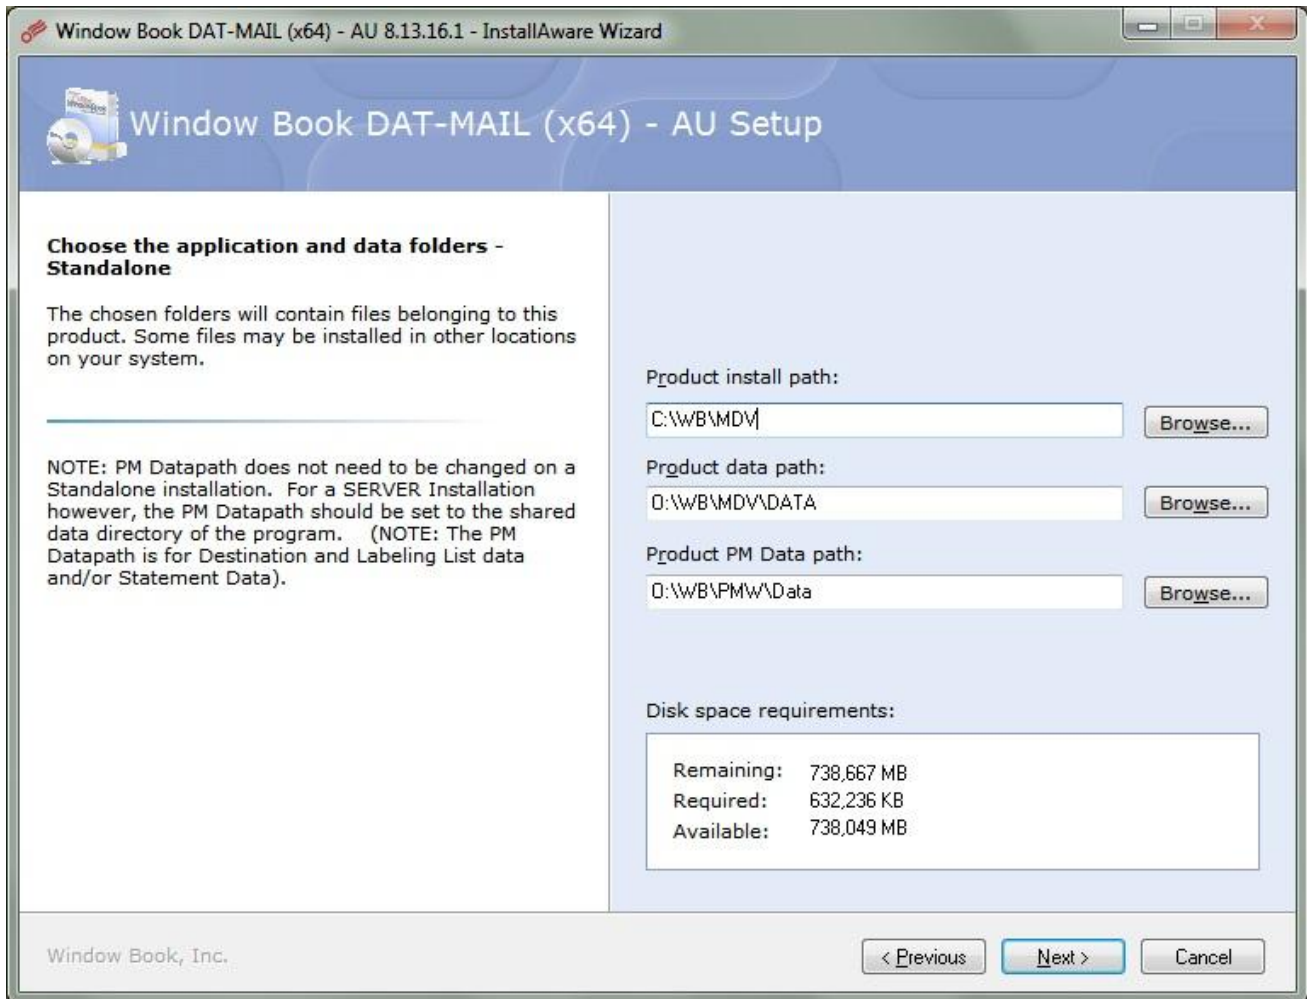 Window Book DAT-MAIL (x64) - AU 8.13.16.1 - InstallAware Wizard
Window Book DAT-MAIL (x64) - AU Setup
Choose the application and data folders -
Standalone
The chosen folders will contain files belonging to this
product. Some files may be installed in other locations
on your system.
NOTE: PM Datapath does not need to be changed on a
Standalone installation.  For a SERVER Installation
however, the PM Datapath should be set to the shared
data directory of the program.    (NOTE: The PM
Datapath is for Destination and Labeling List data
and/or Statement Data).
Product install path:
C:\WB\MDV
Browse...
Product data path:
O:\WB\MDV\DATA
Browse...
Product PM Data path:
O:\WB\PMW\Data
Browse...
Disk space requirements:
Remaining: 738,667 MB
Required: 632,236 KB
Available: 738,049 MB
Window Book, Inc.
< Previous
Next >
Cancel